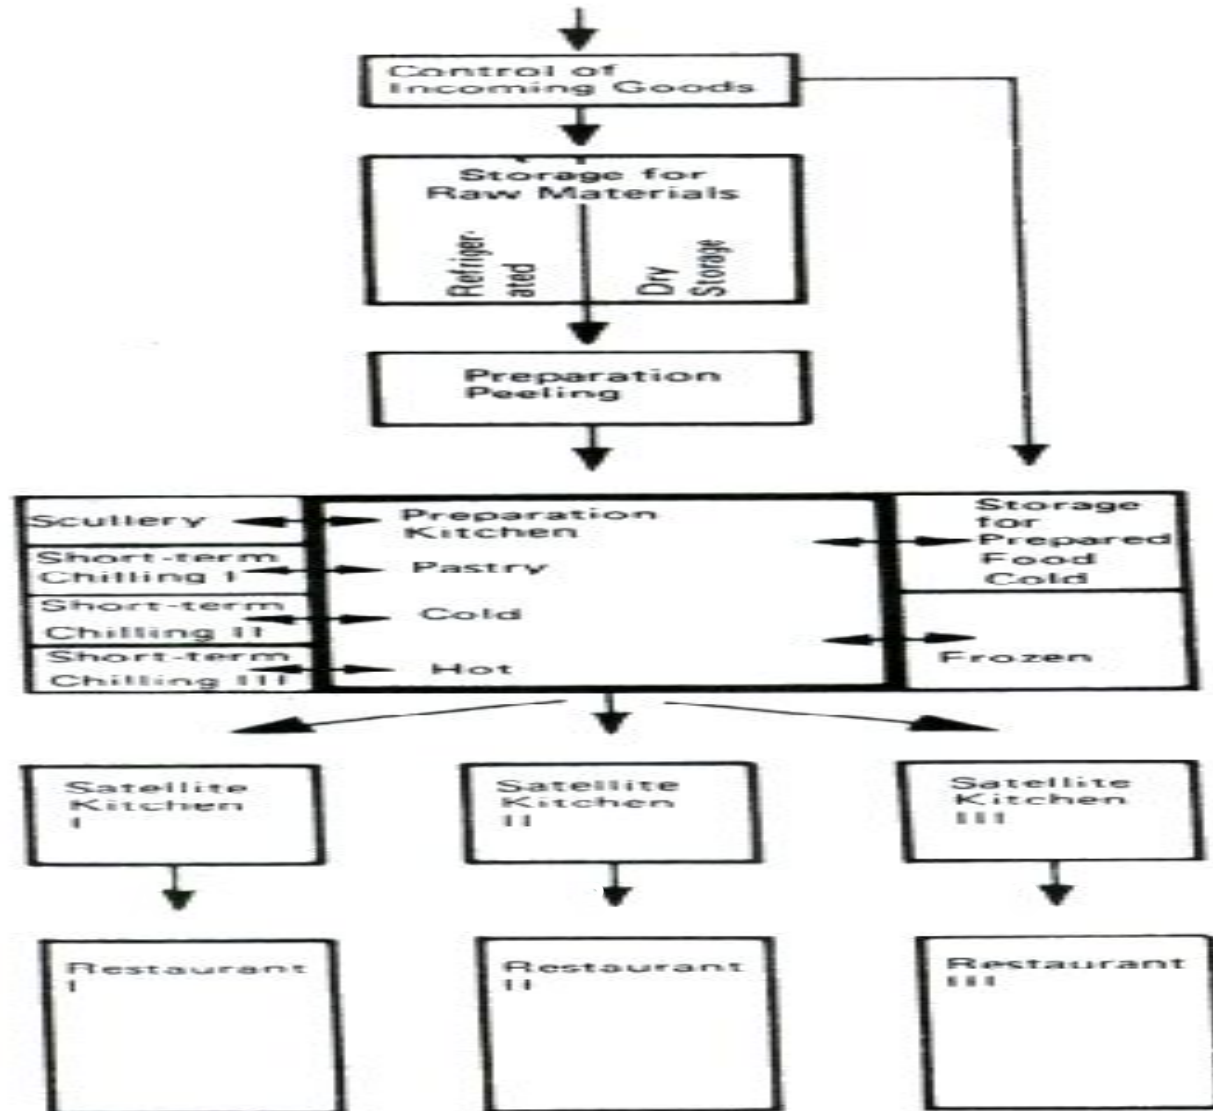 Control of
Incoming Goods
Storage for
Raw Materials
Refriger-
ated
Dry
Storage
Preparation
Peeling
Scullery
Short-term
Chilling I
Short-term
Chilling II
Short-term
Chilling III
Preparation
Kitchen
Pastry
Cold
Hot
Storage
for
Prepared
Food
Cold
Frozen
Satellite
Kitchen
I
Satellite
Kitchen
II
Satellite
Kitchen
III
Restaurant
I
Restaurant
II
Restaurant
III